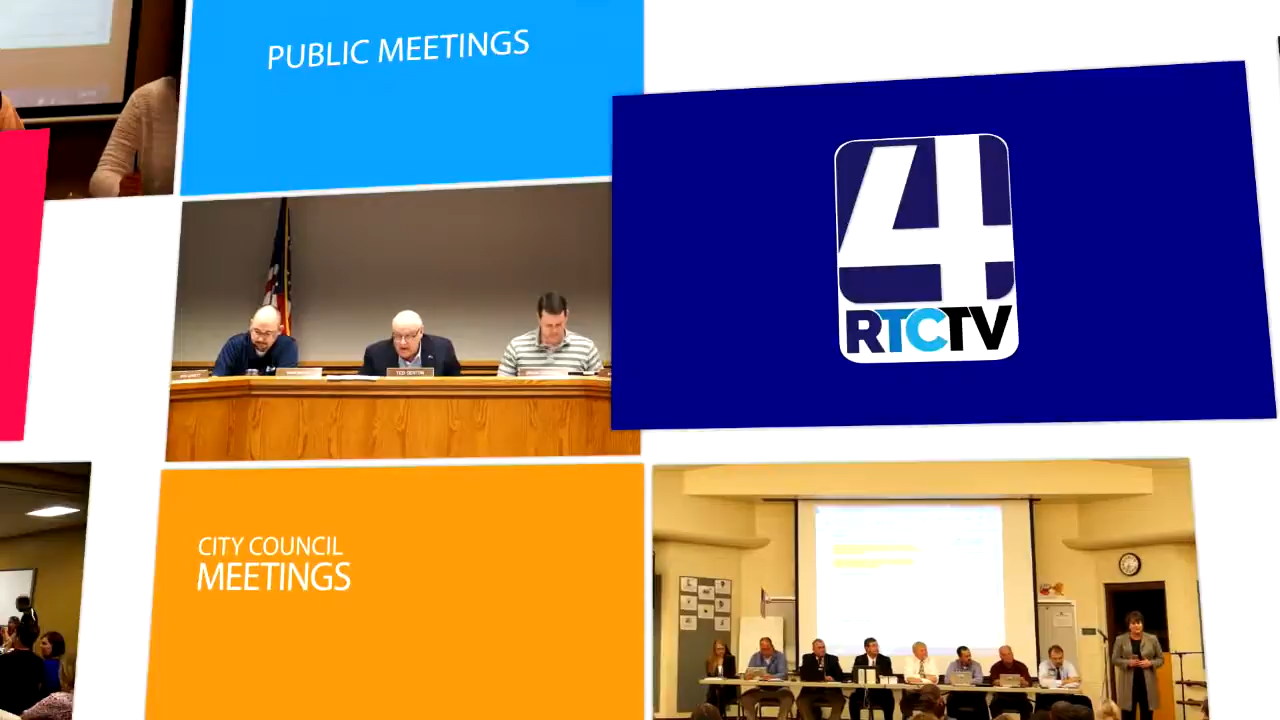 PUBLIC MEETINGS
4
RTCTV
TED DENTON
CITY COUNCIL
MEETINGS